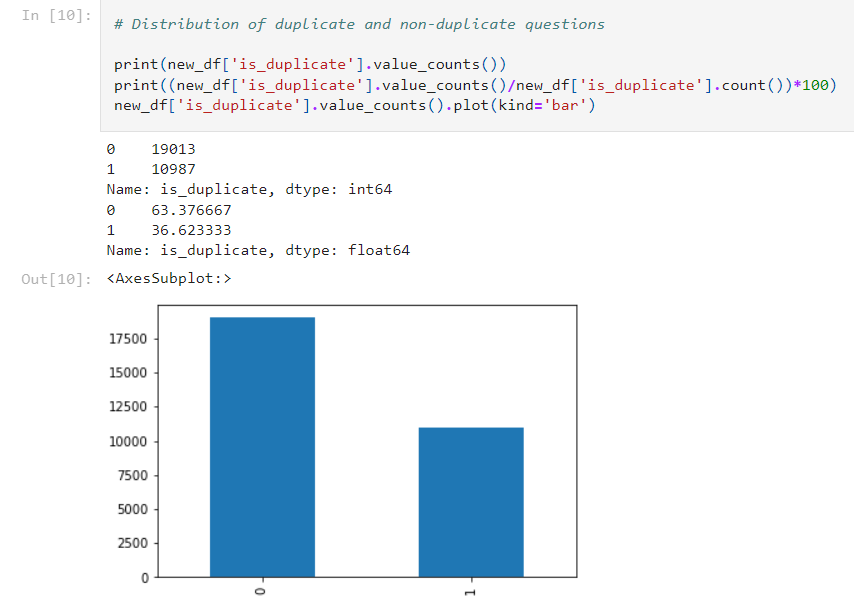 In [10]:
# Distribution of duplicate and non-duplicate questions
print(new_df['is_duplicate'].value_counts())
print((new_df['is_duplicate'].value_counts()/new_df['is_duplicate'].count())*100)
new_df['is_duplicate'].value_counts().plot(kind='bar')
0    19013
1    10987
Name: is_duplicate, dtype: int64
0    63.376667
1    36.623333
Name: is_duplicate, dtype: float64
Out[10]: <AxesSubplot:>
17500
15000
12500
10000
7500
5000
2500
0
0 1